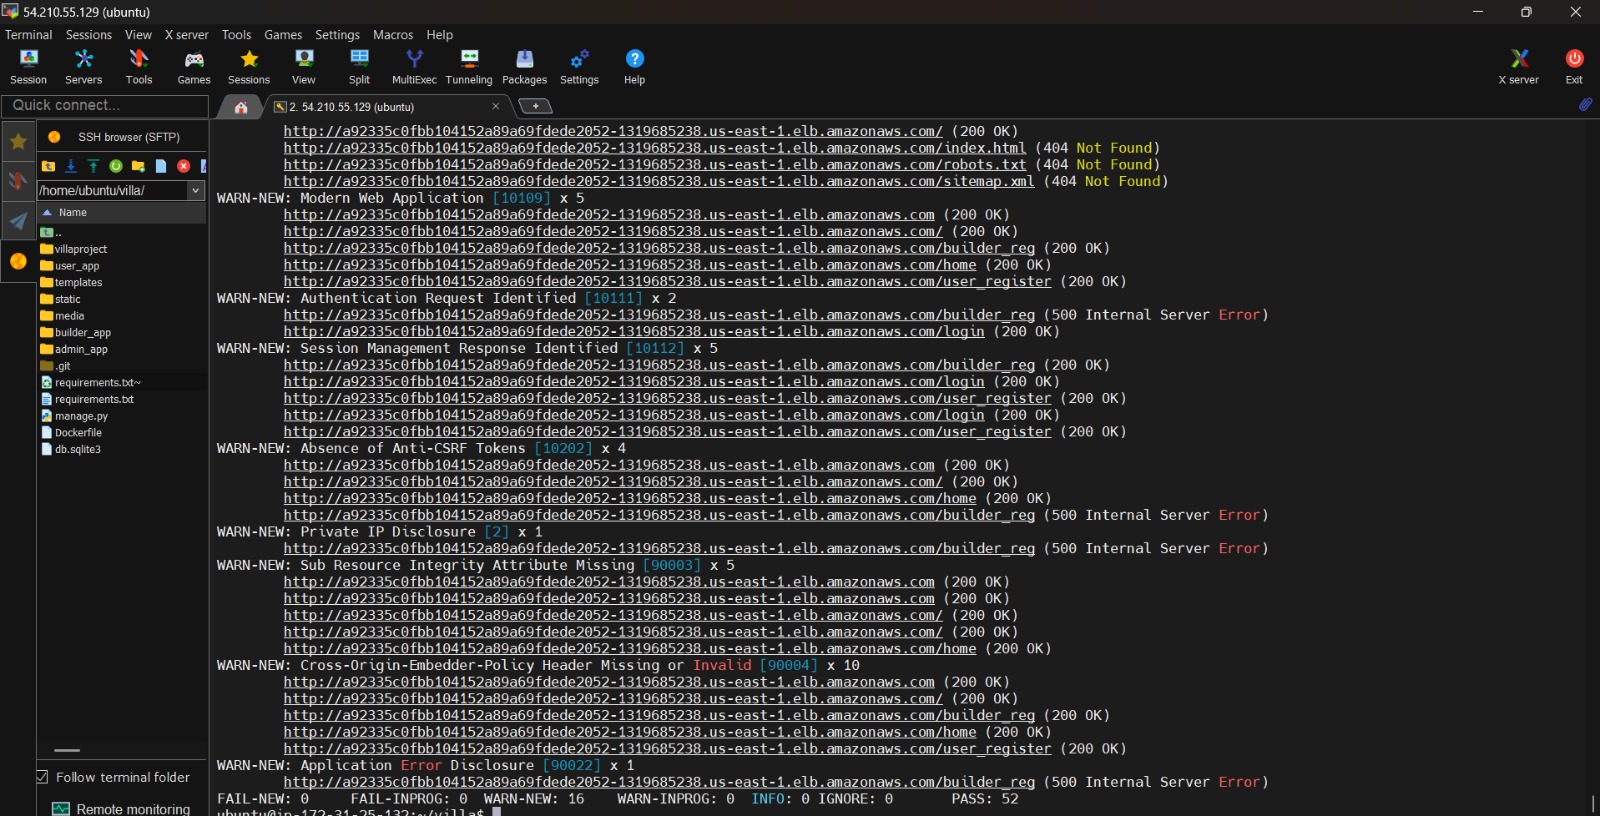 54.210.55.129 (ubuntu)
Terminal Sessions View X server Tools Games Settings Macros Help
Session Servers Tools Games Sessions View Split MultiExec Tunneling Packages Settings Help X server Exit
Quick connect...
2. 54.210.55.129 (ubuntu)
SSH browser (SFTP)
/home/ubuntu/villa/
Name
..
villaproject
user_app
templates
static
media
builder_app
admin_app
.git
requirements.txt~
requirements.txt
manage.py
Dockerfile
db.sqlite3
Follow terminal folder
Remote monitoring
http://a92335c0fbb104152a89a69fdede2052-1319685238.us-east-1.elb.amazonaws.com/ (200 OK)
http://a92335c0fbb104152a89a69fdede2052-1319685238.us-east-1.elb.amazonaws.com/index.html (404 Not Found)
http://a92335c0fbb104152a89a69fdede2052-1319685238.us-east-1.elb.amazonaws.com/robots.txt (404 Not Found)
http://a92335c0fbb104152a89a69fdede2052-1319685238.us-east-1.elb.amazonaws.com/sitemap.xml (404 Not Found)
WARN-NEW: Modern Web Application [10109] x 5
http://a92335c0fbb104152a89a69fdede2052-1319685238.us-east-1.elb.amazonaws.com (200 OK)
http://a92335c0fbb104152a89a69fdede2052-1319685238.us-east-1.elb.amazonaws.com/ (200 OK)
http://a92335c0fbb104152a89a69fdede2052-1319685238.us-east-1.elb.amazonaws.com/builder_reg (200 OK)
http://a92335c0fbb104152a89a69fdede2052-1319685238.us-east-1.elb.amazonaws.com/home (200 OK)
http://a92335c0fbb104152a89a69fdede2052-1319685238.us-east-1.elb.amazonaws.com/user_register (200 OK)
WARN-NEW: Authentication Request Identified [10111] x 2
http://a92335c0fbb104152a89a69fdede2052-1319685238.us-east-1.elb.amazonaws.com/builder_reg (500 Internal Server Error)
http://a92335c0fbb104152a89a69fdede2052-1319685238.us-east-1.elb.amazonaws.com/login (200 OK)
WARN-NEW: Session Management Response Identified [10112] x 5
http://a92335c0fbb104152a89a69fdede2052-1319685238.us-east-1.elb.amazonaws.com/builder_reg (200 OK)
http://a92335c0fbb104152a89a69fdede2052-1319685238.us-east-1.elb.amazonaws.com/login (200 OK)
http://a92335c0fbb104152a89a69fdede2052-1319685238.us-east-1.elb.amazonaws.com/user_register (200 OK)
http://a92335c0fbb104152a89a69fdede2052-1319685238.us-east-1.elb.amazonaws.com/login (200 OK)
http://a92335c0fbb104152a89a69fdede2052-1319685238.us-east-1.elb.amazonaws.com/user_register (200 OK)
WARN-NEW: Absence of Anti-CSRF Tokens [10202] x 4
http://a92335c0fbb104152a89a69fdede2052-1319685238.us-east-1.elb.amazonaws.com (200 OK)
http://a92335c0fbb104152a89a69fdede2052-1319685238.us-east-1.elb.amazonaws.com/ (200 OK)
http://a92335c0fbb104152a89a69fdede2052-1319685238.us-east-1.elb.amazonaws.com/home (200 OK)
http://a92335c0fbb104152a89a69fdede2052-1319685238.us-east-1.elb.amazonaws.com/builder_reg (500 Internal Server Error)
WARN-NEW: Private IP Disclosure [2] x 1
http://a92335c0fbb104152a89a69fdede2052-1319685238.us-east-1.elb.amazonaws.com/builder_reg (500 Internal Server Error)
WARN-NEW: Sub Resource Integrity Attribute Missing [90003] x 5
http://a92335c0fbb104152a89a69fdede2052-1319685238.us-east-1.elb.amazonaws.com (200 OK)
http://a92335c0fbb104152a89a69fdede2052-1319685238.us-east-1.elb.amazonaws.com (200 OK)
http://a92335c0fbb104152a89a69fdede2052-1319685238.us-east-1.elb.amazonaws.com/ (200 OK)
http://a92335c0fbb104152a89a69fdede2052-1319685238.us-east-1.elb.amazonaws.com/ (200 OK)
http://a92335c0fbb104152a89a69fdede2052-1319685238.us-east-1.elb.amazonaws.com/home (200 OK)
WARN-NEW: Cross-Origin-Embedder-Policy Header Missing or Invalid [90004] x 10
http://a92335c0fbb104152a89a69fdede2052-1319685238.us-east-1.elb.amazonaws.com (200 OK)
http://a92335c0fbb104152a89a69fdede2052-1319685238.us-east-1.elb.amazonaws.com/ (200 OK)
http://a92335c0fbb104152a89a69fdede2052-1319685238.us-east-1.elb.amazonaws.com/builder_reg (200 OK)
http://a92335c0fbb104152a89a69fdede2052-1319685238.us-east-1.elb.amazonaws.com/home (200 OK)
http://a92335c0fbb104152a89a69fdede2052-1319685238.us-east-1.elb.amazonaws.com/user_register (200 OK)
WARN-NEW: Application Error Disclosure [90022] x 1
http://a92335c0fbb104152a89a69fdede2052-1319685238.us-east-1.elb.amazonaws.com/builder_reg (500 Internal Server Error)
FAIL-NEW: 0 FAIL-INPROG: 0 WARN-NEW: 16 WARN-INPROG: 0 INFO: 0 IGNORE: 0 PASS: 52
ubuntu@ip-172-31-25-132:~/villa$